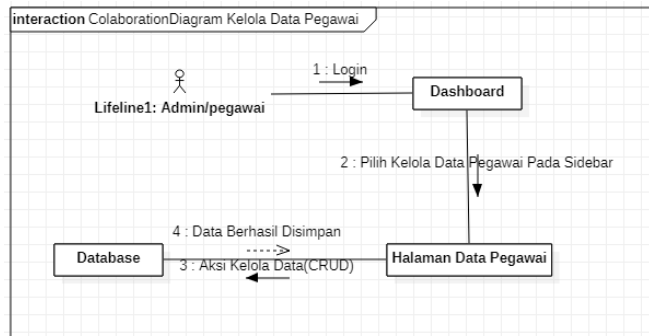 interaction ColaborationDiagram Kelola Data Pegawai
1 : Login
Lifeline1: Admin/pegawai
Dashboard
2 : Pilih Kelola Data Pegawai Pada Sidebar
4 : Data Berhasil Disimpan
Database
Halaman Data Pegawai
3 : Aksi Kelola Data(CRUD)